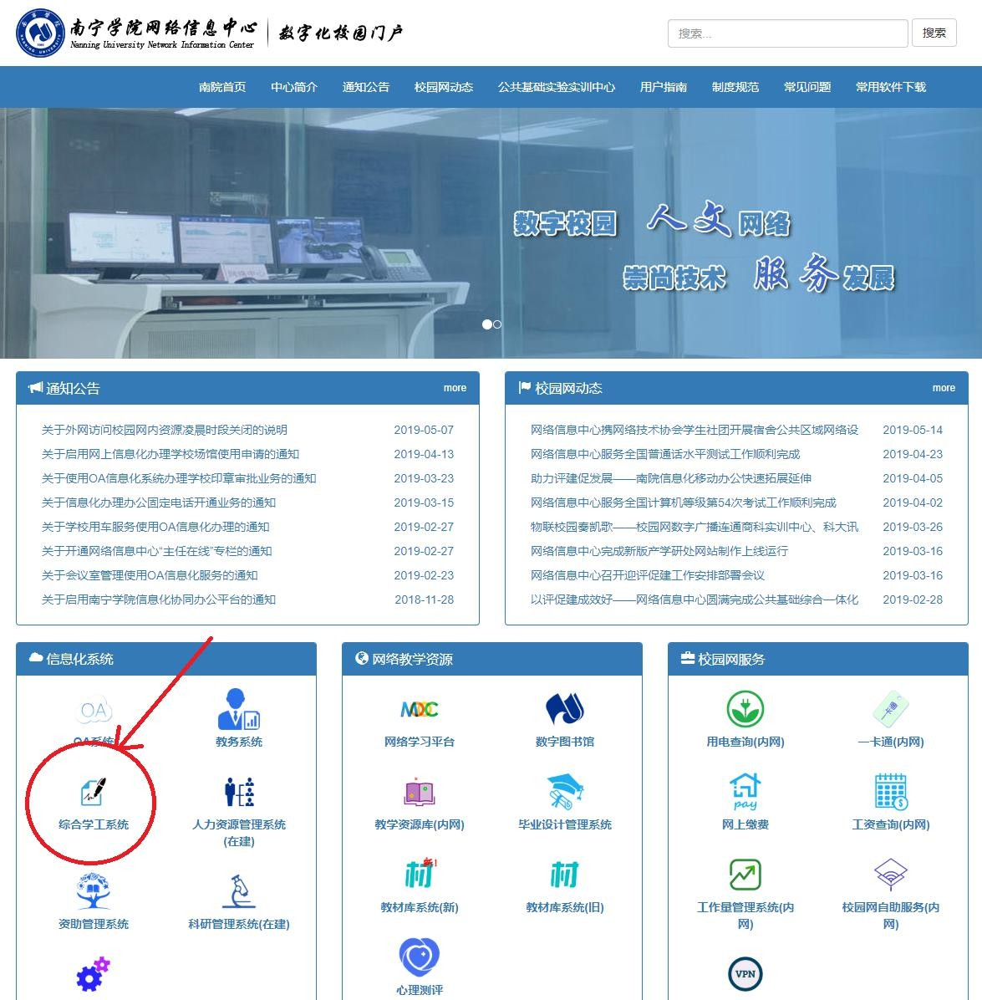 南宁学院网络信息中心 数字化校园门户
Nanning University Network Information Center
搜索... 搜索
南院首页 中心简介 通知公告 校园网动态 公共基础实验实训中心 用户指南 制度规范 常见问题 常用软件下载
数字校园 人文网络
崇尚技术 服务发展
网络中心
通知公告 more
关于外网访问校园网内资源凌晨时段关闭的说明 2019-05-07
关于启用网上信息化办理学校场馆使用申请的通知 2019-04-13
关于使用OA信息化系统办理学校印章审批业务的通知 2019-03-23
关于信息化办理办公固定电话开通业务的通知 2019-03-15
关于学校用车服务使用OA信息化办理的通知 2019-02-27
关于开通网络信息中心“主任在线”专栏的通知 2019-02-27
关于会议室管理使用OA信息化服务的通知 2019-02-23
关于启用南宁学院信息化协同办公平台的通知 2018-11-28
校园网动态 more
网络信息中心携网络技术协会学生社团开展宿舍公共区域网络设 2019-05-14
网络信息中心服务全国普通话水平测试工作顺利完成 2019-04-23
助力评建促发展——南院信息化移动办公快速拓展延伸 2019-04-05
网络信息中心服务全国计算机等级第54次考试工作顺利完成 2019-04-02
物联校园奏凯歌——校园网数字广播连通商科实训中心、科大讯 2019-03-26
网络信息中心完成新版产学研处网站制作上线运行 2019-03-16
网络信息中心召开迎评促建工作安排部署会议 2019-03-16
以评促建成效好——网络信息中心圆满完成公共基础综合一体化 2019-02-28
信息化系统
OA
OA系统 教务系统
综合学工系统 人力资源管理系统
(在建)
资助管理系统 科研管理系统(在建)
网络教学资源
MOOC
网络学习平台 数字图书馆
教学资源库(内网) 毕业设计管理系统
材 新! 材
教材库系统(新) 教材库系统(旧)
心理测评
校园网服务
一卡通
用电查询(内网) 一卡通(内网)
pay
网上缴费 工资查询(内网)
工作量管理系统(内
网)
校园网自助服务(内
网)
VPN